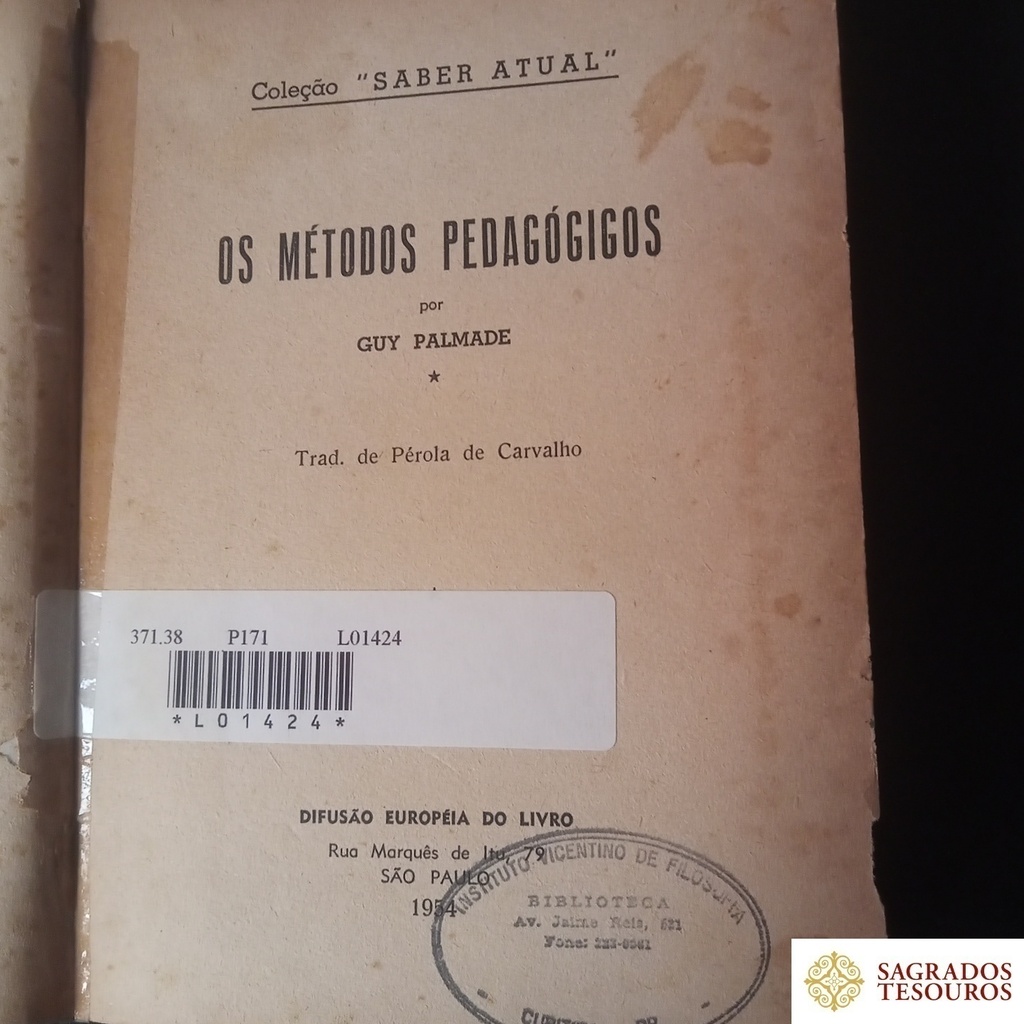 Coleção "SABER ATUAL"
OS MÉTODOS PEDAGÓGIGOS
por
GUY PALMADE
★
Trad. de Pérola de Carvalho
371.38 P171 L01424
*L01424*
DIFUSÃO EUROPÉIA DO LIVRO
Rua Marquês de Itu, 79
SÃO PAULO
1954
INSTITUTO VICENTINO DE FILOSOFIA
BIBLIOTECA
Av. Jaime Reis, 531
Fone:
SAGRADOS
TESOUROS